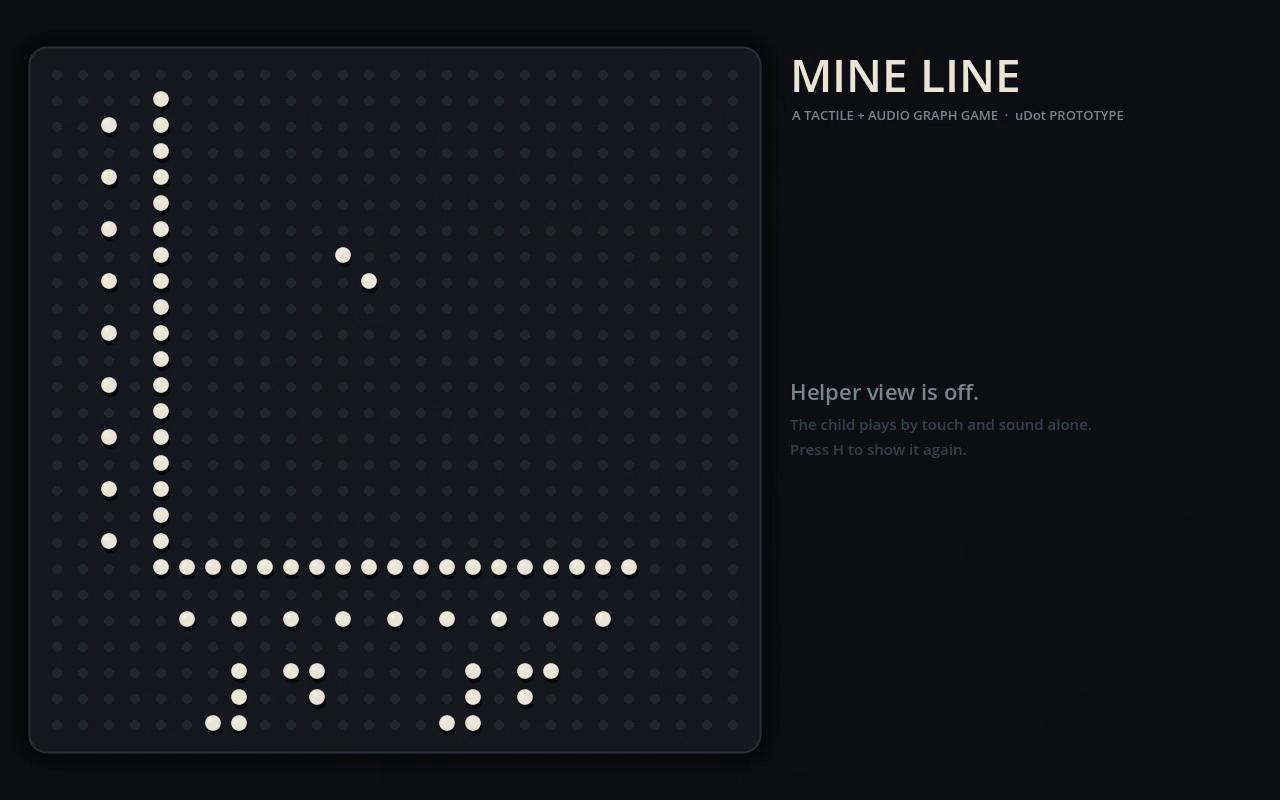 MINE LINE
A TACTILE + AUDIO GRAPH GAME · uDot PROTOTYPE
Helper view is off.
The child plays by touch and sound alone.
Press H to show it again.
⠼⠙ ⠼⠋